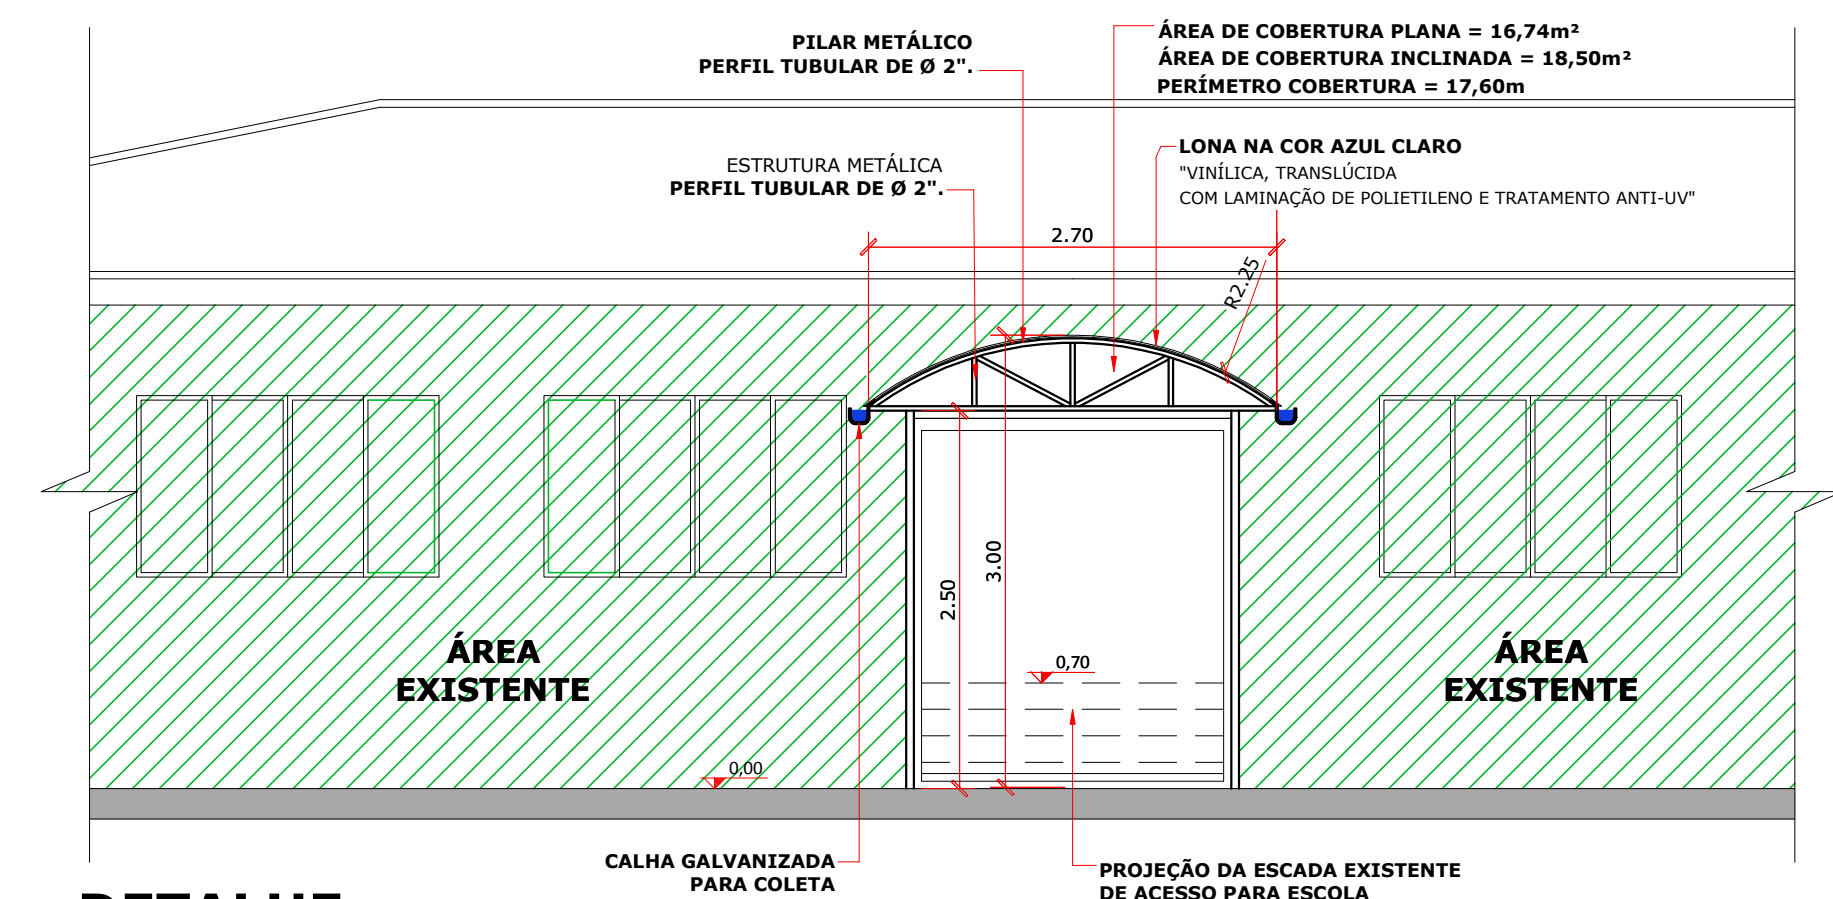 PILAR METÁLICO
PERFIL TUBULAR DE Ø 2".
ÁREA DE COBERTURA PLANA = 16,74m²
ÁREA DE COBERTURA INCLINADA = 18,50m²
PERÍMETRO COBERTURA = 17,60m
ESTRUTURA METÁLICA
PERFIL TUBULAR DE Ø 2".
LONA NA COR AZUL CLARO
"VINÍLICA, TRANSLÚCIDA
COM LAMINAÇÃO DE POLIETILENO E TRATAMENTO ANTI-UV"
2.70
R2.25
3.00
2.50
ÁREA
EXISTENTE
0,70
ÁREA
EXISTENTE
0,00
CALHA GALVANIZADA
PARA COLETA
PROJEÇÃO DA ESCADA EXISTENTE
DE ACESSO PARA ESCOLA
DETALHE